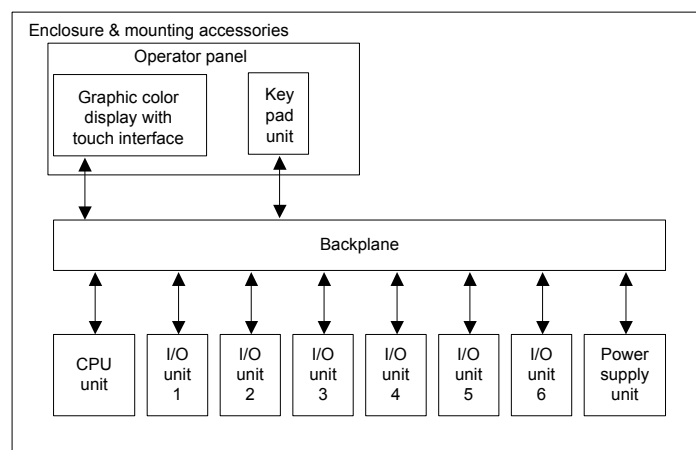 Enclosure & mounting accessories
Operator panel
Graphic color
display with
touch interface
Key
pad
unit
Backplane
CPU
unit
I/O
unit
1
I/O
unit
2
I/O
unit
3
I/O
unit
4
I/O
unit
5
I/O
unit
6
Power
supply
unit